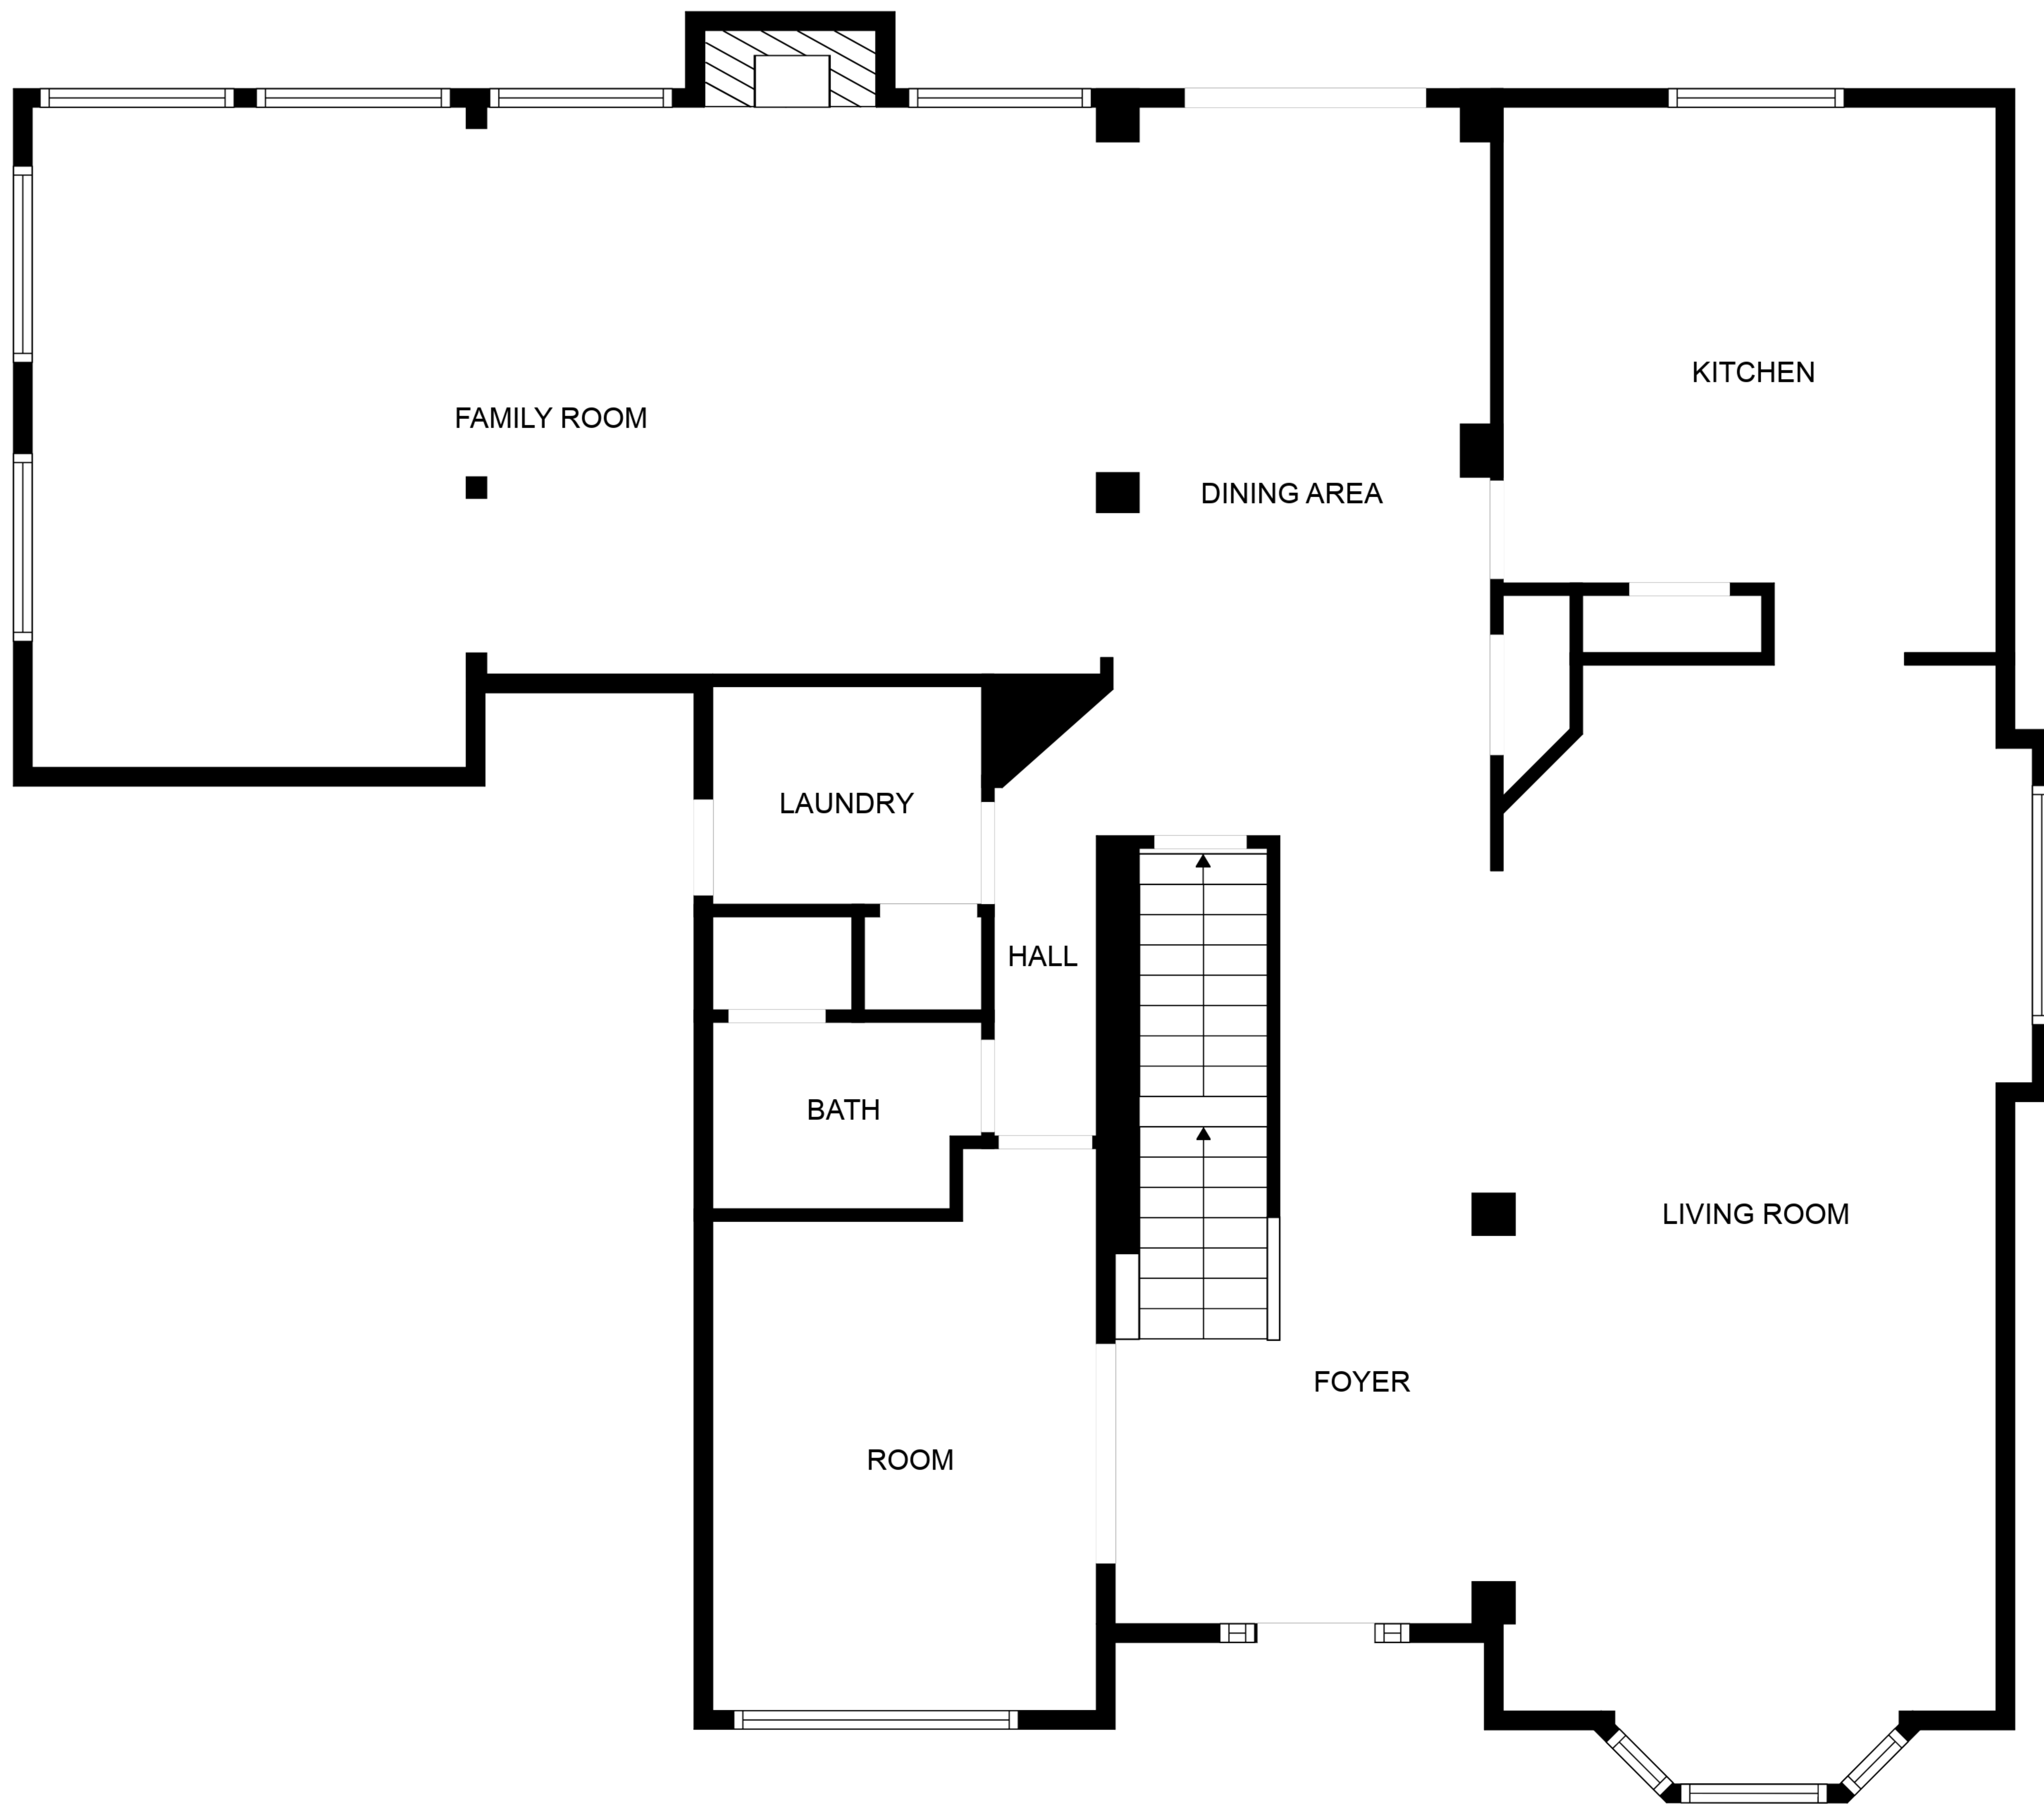 KITCHEN
FAMILY ROOM
DINING AREA
LAUNDRY
HALL
BATH
LIVING ROOM
FOYER
ROOM